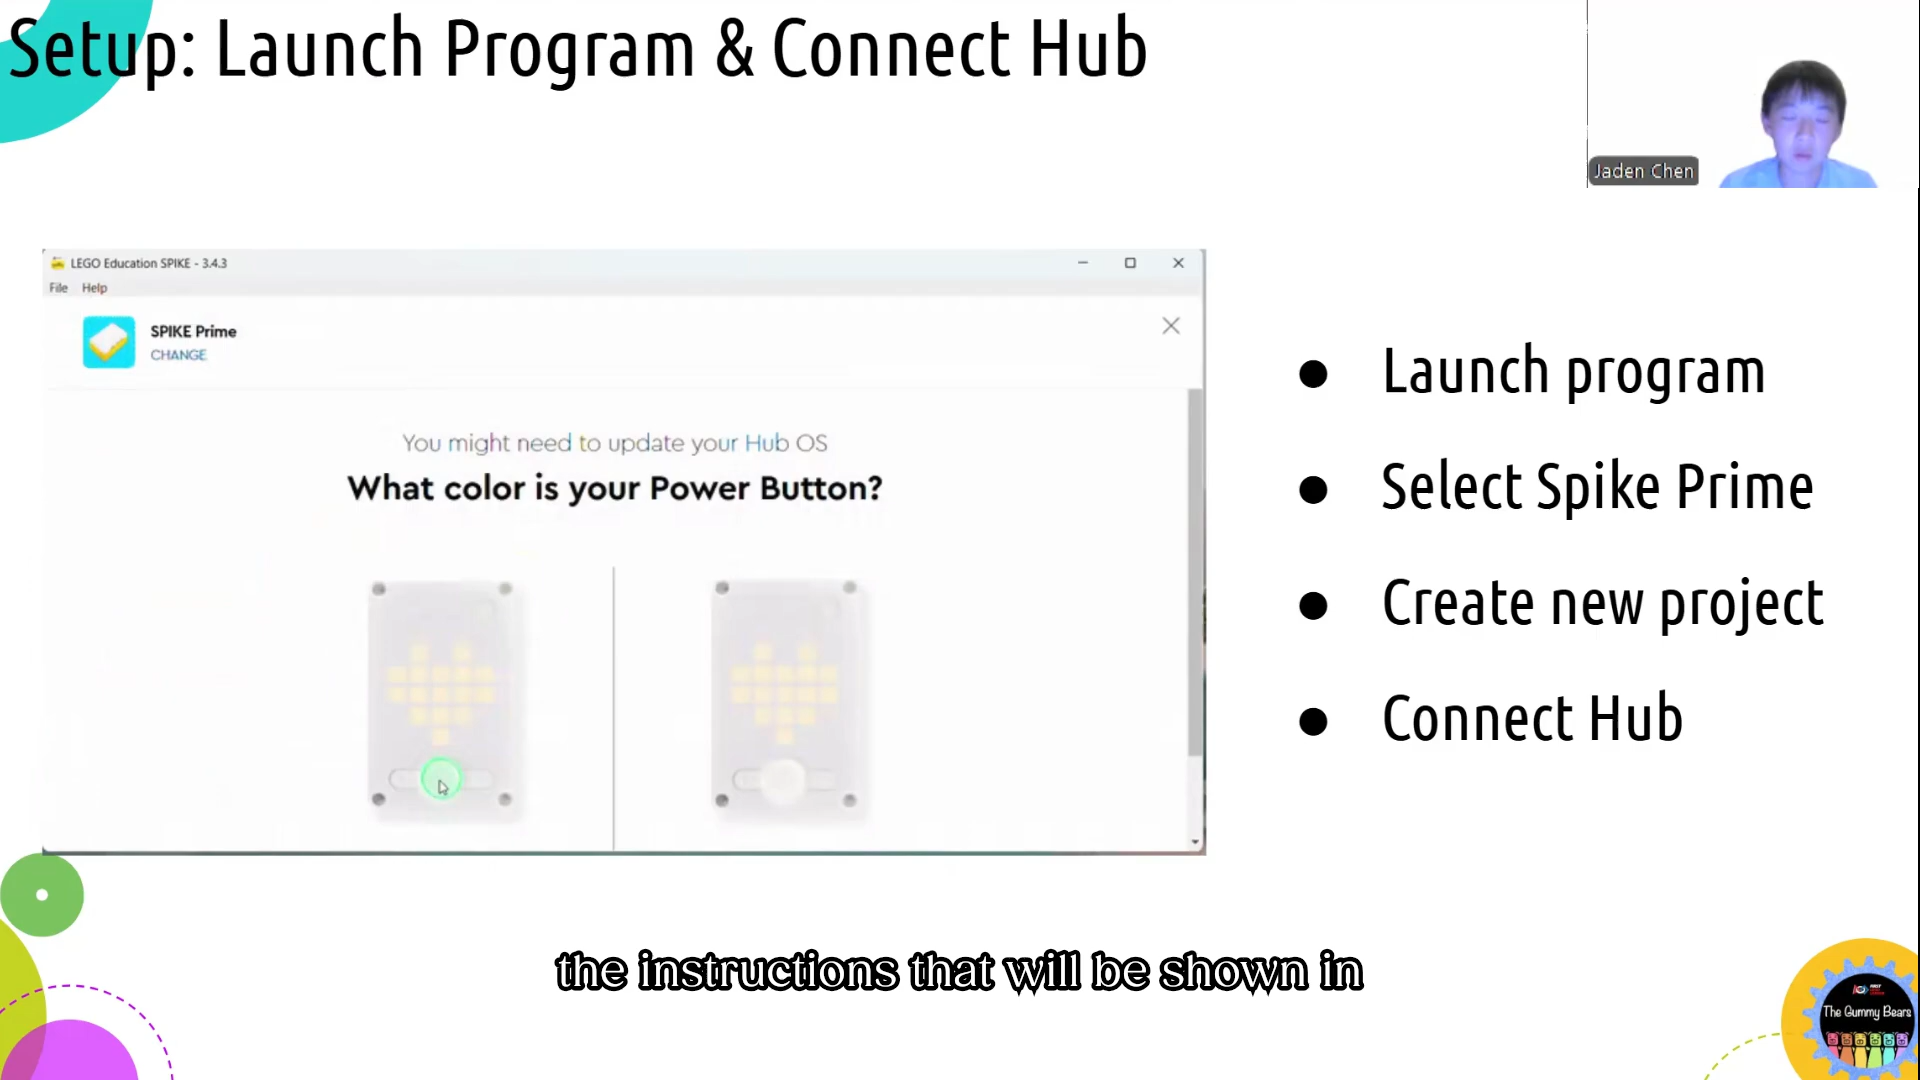 Setup: Launch Program & Connect Hub
Jaden Chen
LEGO Education SPIKE - 3.4.3
File Help
SPIKE Prime
CHANGE
You might need to update your Hub OS
What color is your Power Button?
● Launch program
● Select Spike Prime
● Create new project
● Connect Hub
the instructions that will be shown in
FIRST
The Gummy Bears